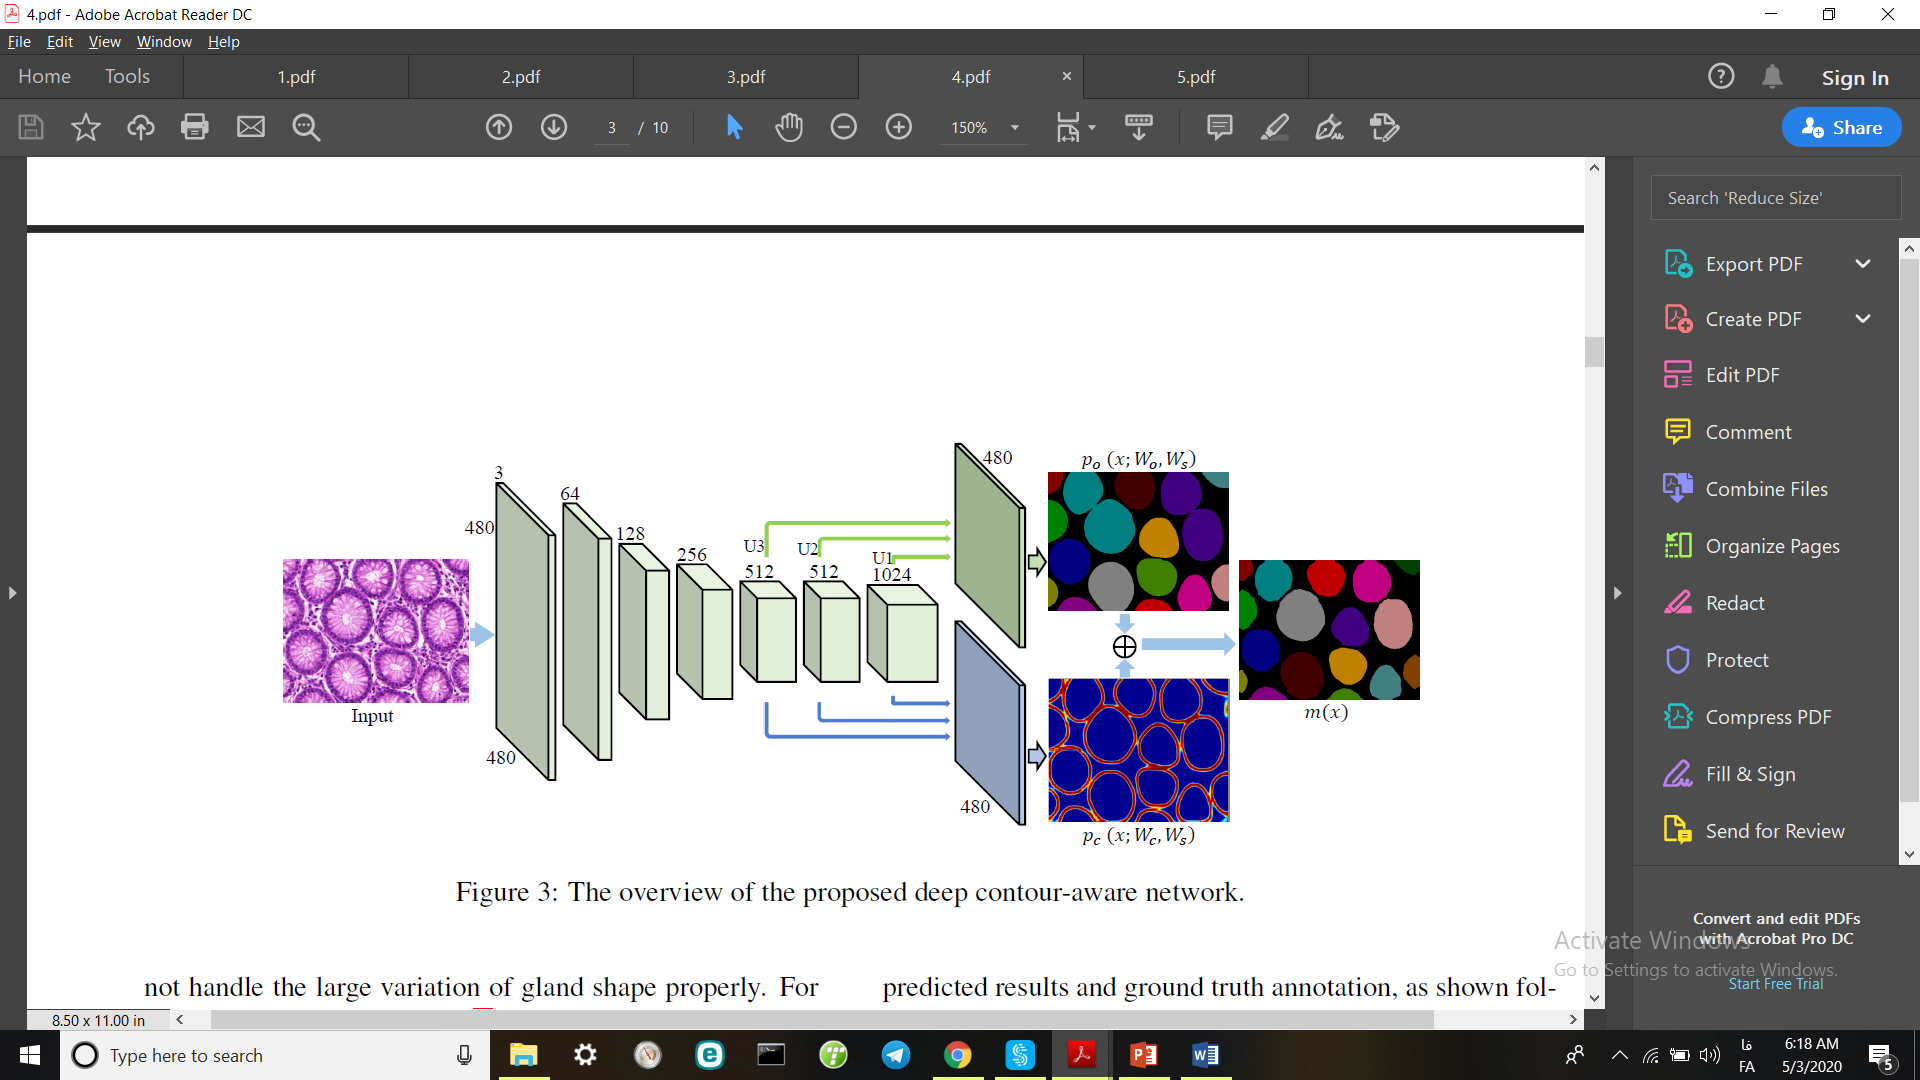 4.pdf - Adobe Acrobat Reader DC
File Edit View Window Help
Home Tools 1.pdf 2.pdf 3.pdf 4.pdf × 5.pdf Sign In
3 / 10 150% Share
Search 'Reduce Size'
Export PDF
Create PDF
Edit PDF
Comment
Combine Files
Organize Pages
Redact
Protect
Compress PDF
Fill & Sign
Send for Review
Convert and edit PDFs
with Acrobat Pro DC
Start Free Trial
Activate Windows
Go to Settings to activate Windows.
Input
3
480
480
64
128
256
U3
512
U2
512
U1
1024
480
480
pₒ (x; Wₒ, Wₛ)
p_c (x; W_c, Wₛ)
m(x)
Figure 3: The overview of the proposed deep contour-aware network.
not handle the large variation of gland shape properly. For
predicted results and ground truth annotation, as shown fol-
8.50 x 11.00 in
Type here to search
فا
FA
6:18 AM
5/3/2020
5